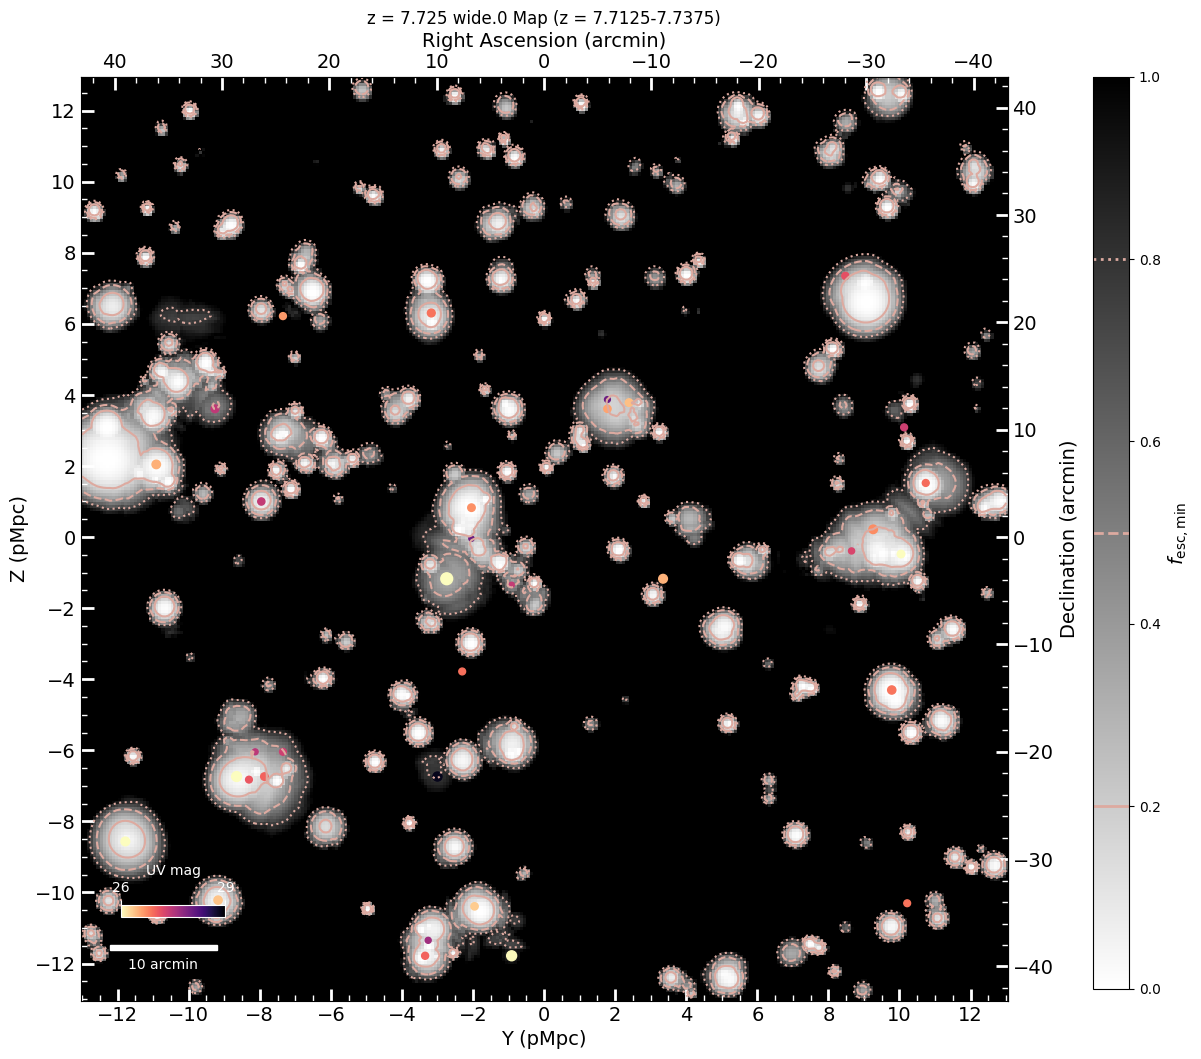 z = 7.725 wide.0 Map (z = 7.7125-7.7375)
Right Ascension (arcmin)
40 30 20 10 0 −10 −20 −30 −40
12 10 8 6 4 2 0 −2 −4 −6 −8 −10 −12
Z (pMpc)
40 30 20 10 0 −10 −20 −30 −40
Declination (arcmin)
1.0 0.8 0.6 0.4 0.2 0.0
fesc,min
UV mag
26 29
10 arcmin
−12 −10 −8 −6 −4 −2 0 2 4 6 8 10 12
Y (pMpc)